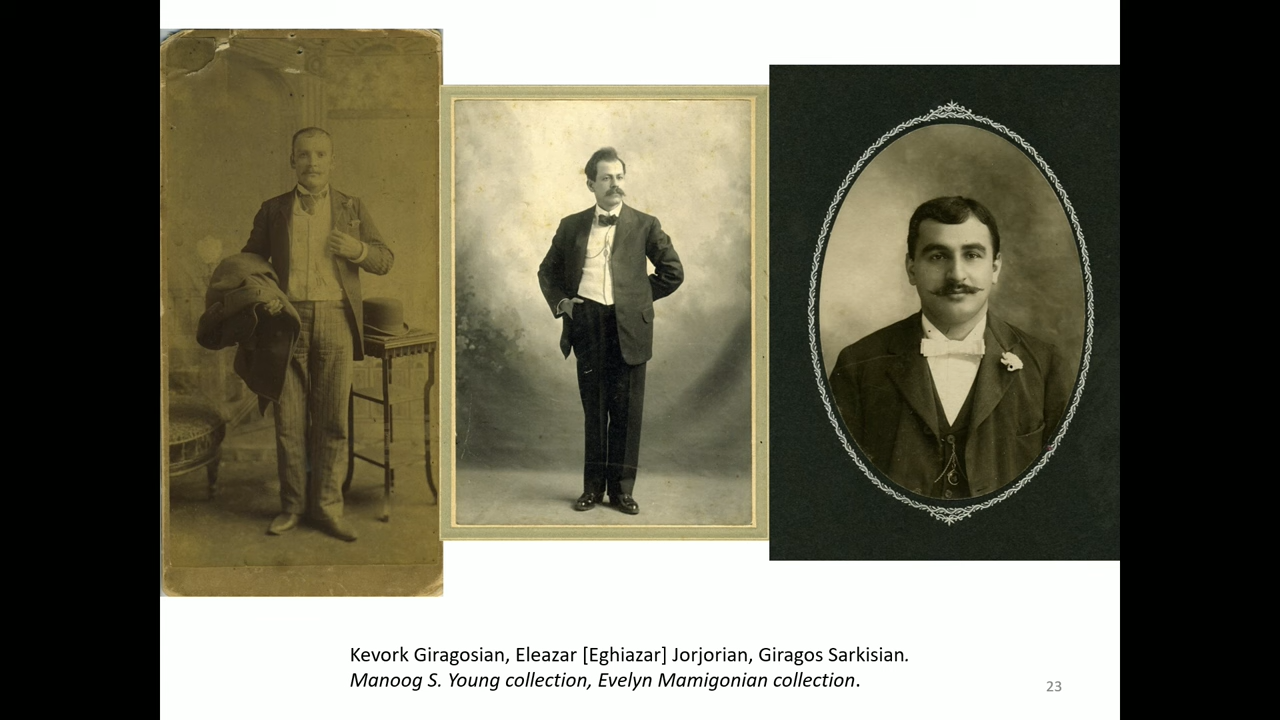 Kevork Giragosian, Eleazar [Eghiazar] Jorjorian, Giragos Sarkisian.
Manoog S. Young collection, Evelyn Mamigonian collection.
23